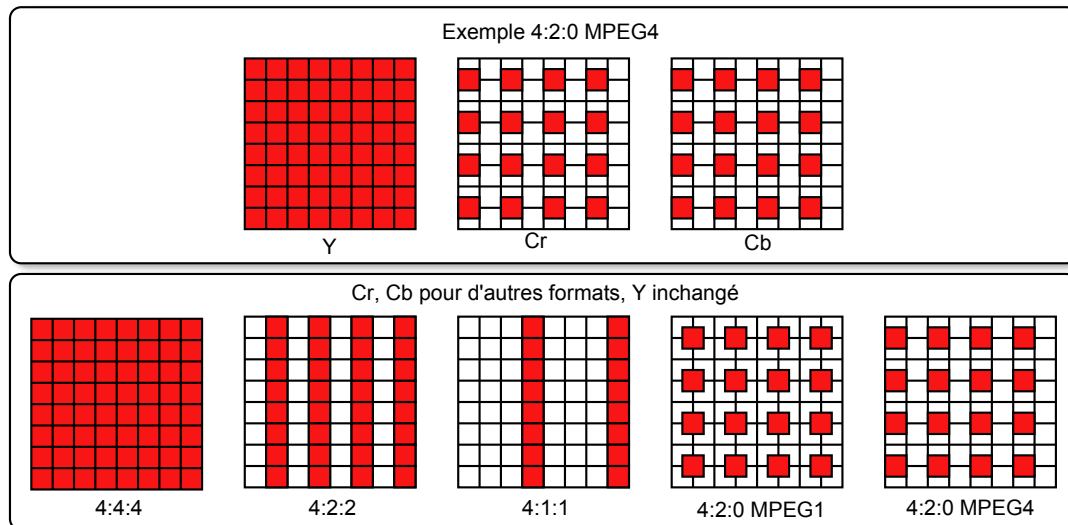 Exemple 4:2:0 MPEG4
Y
Cr
Cb
Cr, Cb pour d'autres formats, Y inchangé
4:4:4
4:2:2
4:1:1
4:2:0 MPEG1
4:2:0 MPEG4